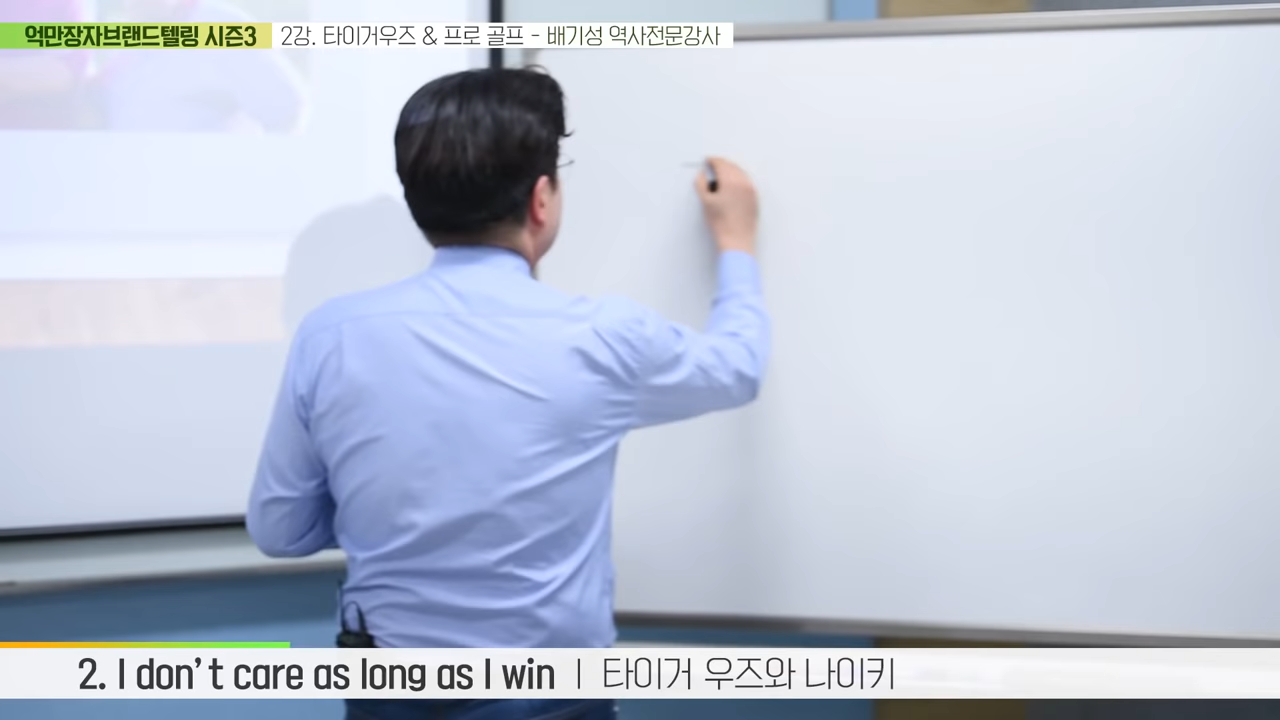 억만장자브랜드텔링 시즌3 2강. 타이거우즈 & 프로 골프 - 배기성 역사전문강사
2. I don't care as long as I win | 타이거 우즈와 나이키